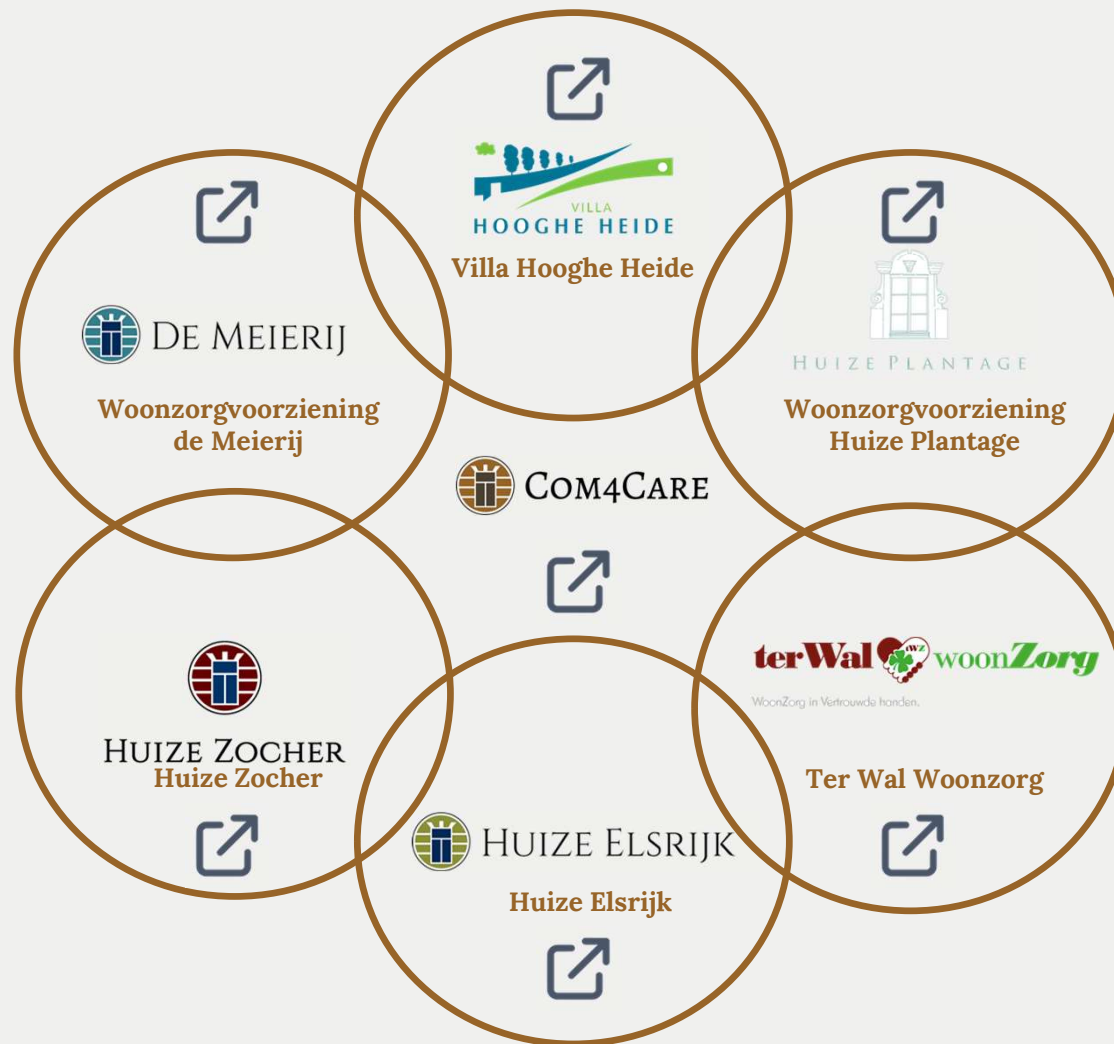 VILLA
HOOGHE HEIDE
Villa Hooghe Heide
DE MEIERIJ
Woonzorgvoorziening
de Meierij
HUIZE PLANTAGE
Woonzorgvoorziening
Huize Plantage
COM4CARE
HUIZE ZOCHER
Huize Zocher
terWal tWZ woonZorg
WoonZorg in Vertrouwde handen.
Ter Wal Woonzorg
HUIZE ELSRIJK
Huize Elsrijk